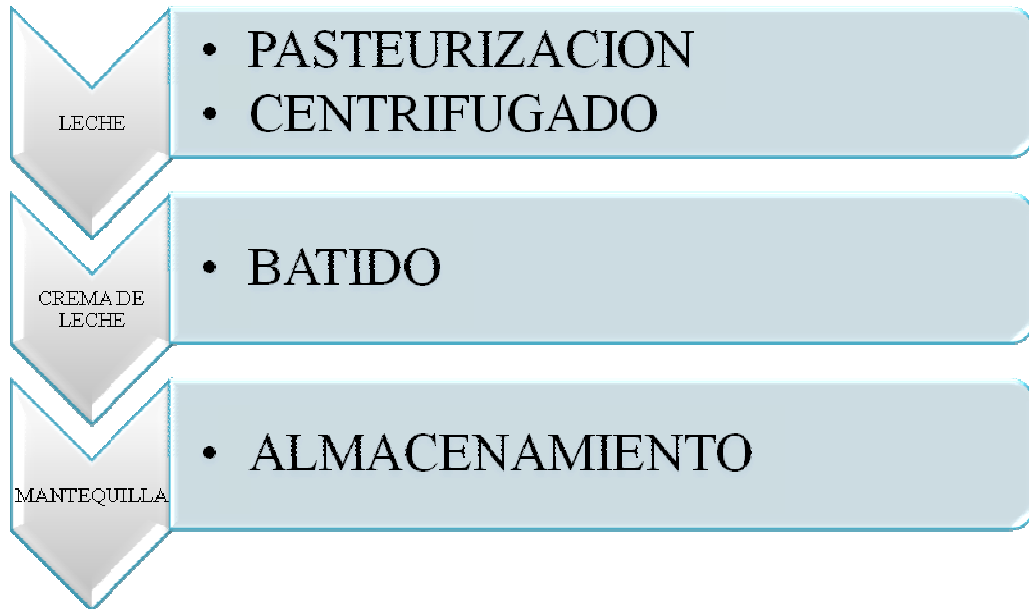 LECHE
• PASTEURIZACION
• CENTRIFUGADO
CREMA DE
LECHE
• BATIDO
MANTEQUILLA
• ALMACENAMIENTO